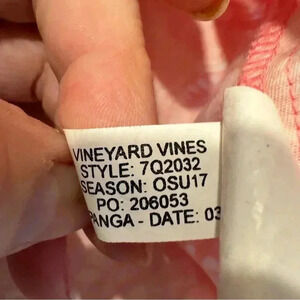 VINEYARD VINES
STYLE: 7Q2032
SEASON: OSU17
PO: 206053
PANGA - DATE: 03